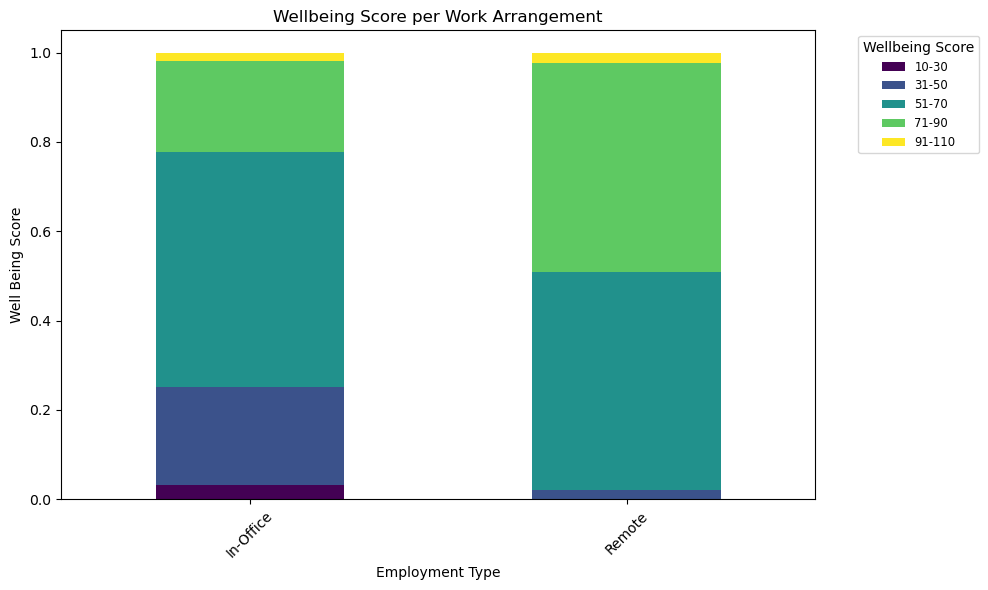 Wellbeing Score per Work Arrangement
Well Being Score
1.0
0.8
0.6
0.4
0.2
0.0
In-Office
Remote
Employment Type
Wellbeing Score
10-30
31-50
51-70
71-90
91-110